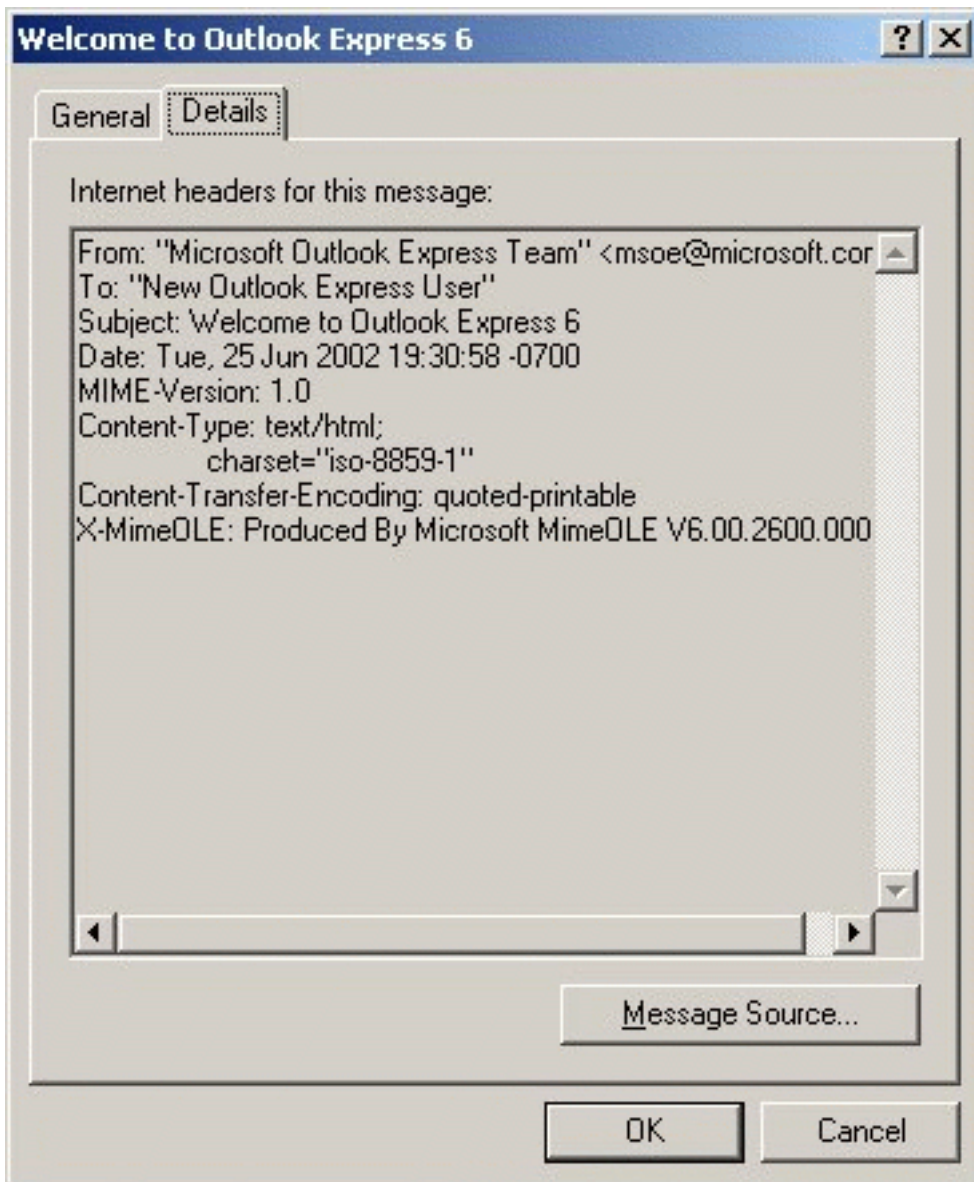 Welcome to Outlook Express 6
General Details
Internet headers for this message:
From: "Microsoft Outlook Express Team" <msoe@microsoft.cor
To: "New Outlook Express User"
Subject: Welcome to Outlook Express 6
Date: Tue, 25 Jun 2002 19:30:58 -0700
MIME-Version: 1.0
Content-Type: text/html;
charset="iso-8859-1"
Content-Transfer-Encoding: quoted-printable
X-MimeOLE: Produced By Microsoft MimeOLE V6.00.2600.000
Message Source...
OK Cancel